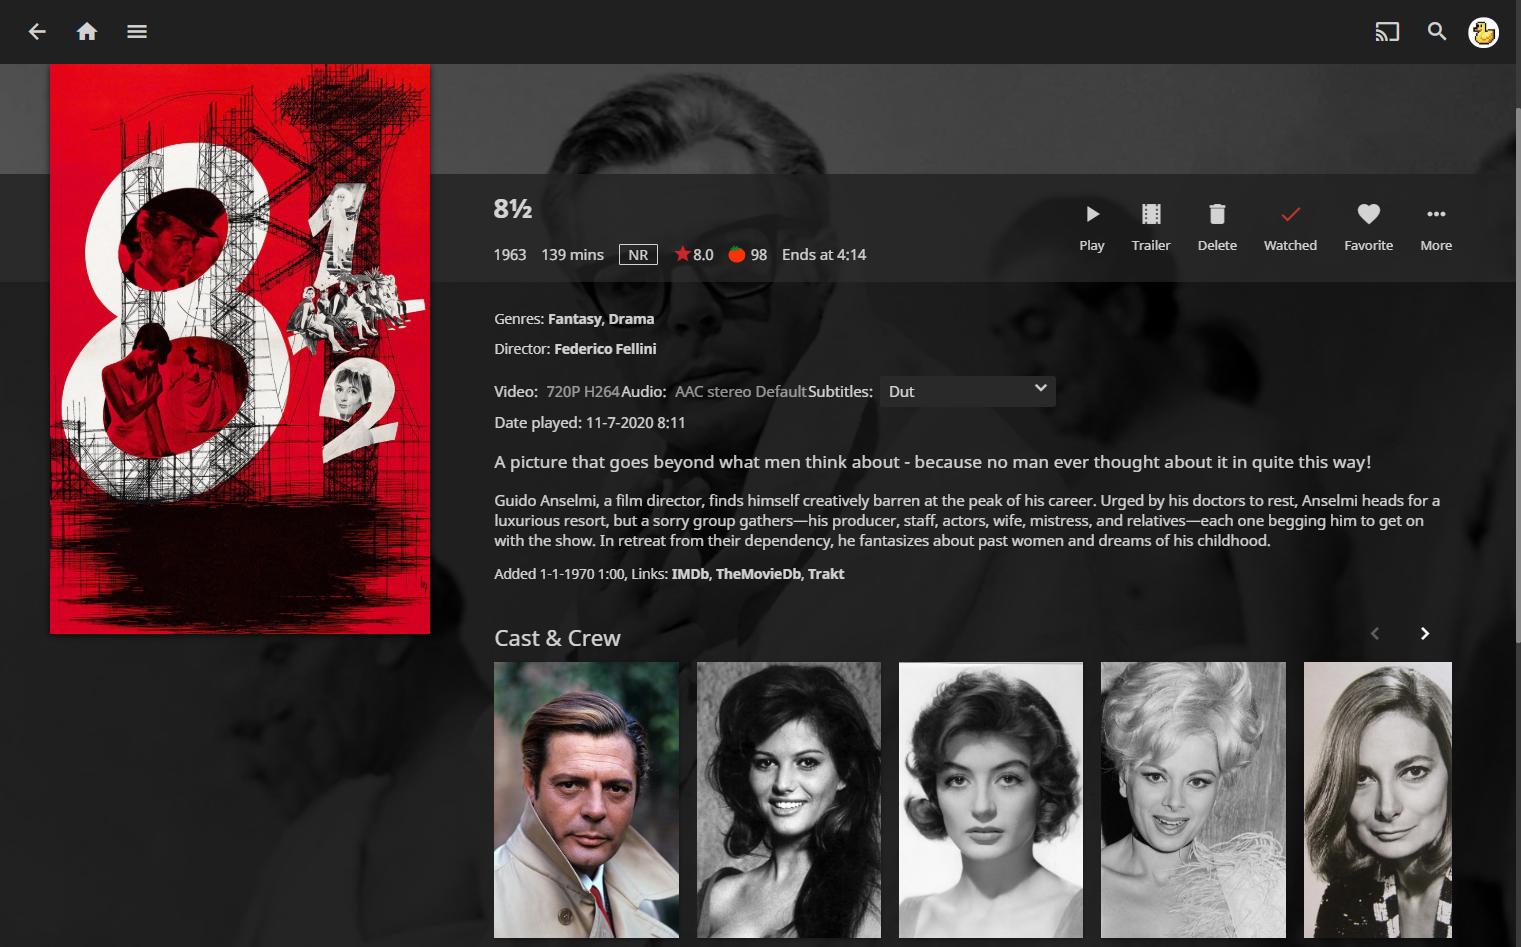 8½
8½
Play
Trailer
Delete
Watched
Favorite
More
1963 139 mins NR 8.0 98 Ends at 4:14
Genres: Fantasy, Drama
Director: Federico Fellini
Video: 720P H264 Audio: AAC stereo Default Subtitles: Dut
Date played: 11-7-2020 8:11
A picture that goes beyond what men think about - because no man ever thought about it in quite this way!
Guido Anselmi, a film director, finds himself creatively barren at the peak of his career. Urged by his doctors to rest, Anselmi heads for a
luxurious resort, but a sorry group gathers—his producer, staff, actors, wife, mistress, and relatives—each one begging him to get on
with the show. In retreat from their dependency, he fantasizes about past women and dreams of his childhood.
Added 1-1-1970 1:00, Links: IMDb, TheMovieDb, Trakt
Cast & Crew